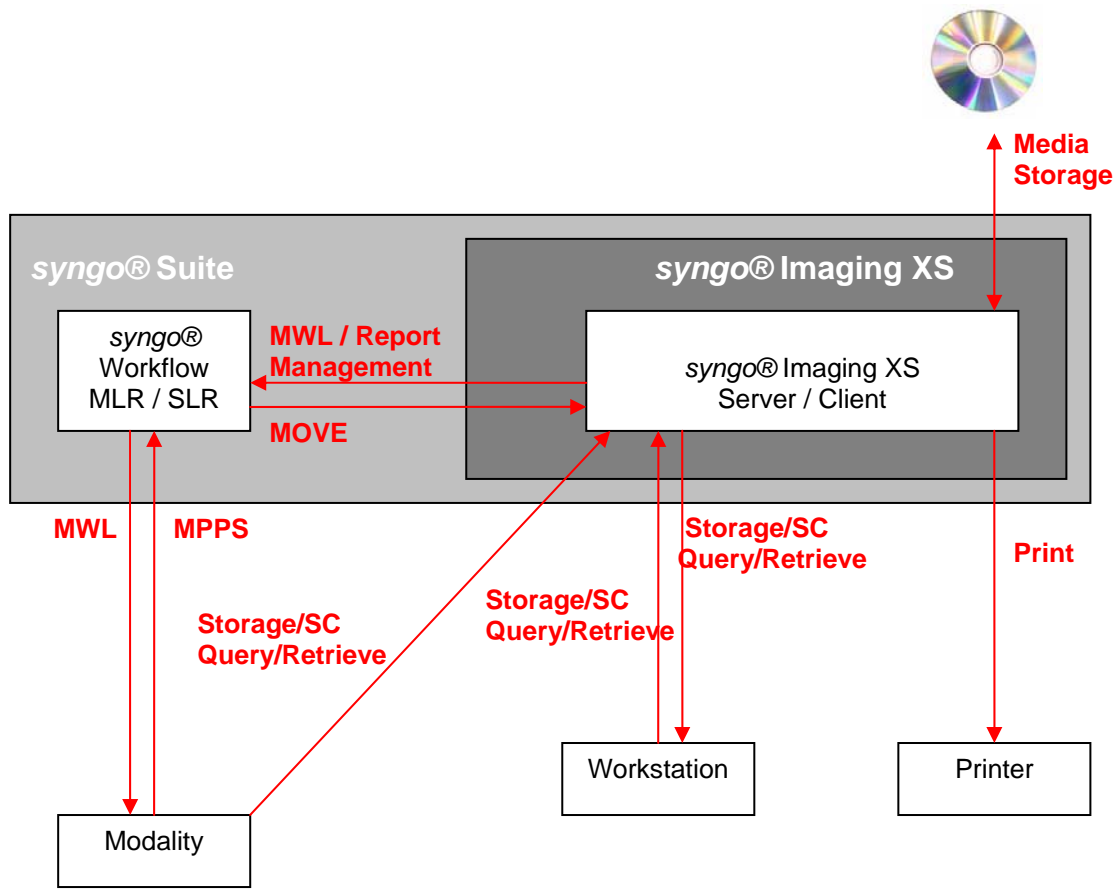 Media
Storage
syngo® Suite
syngo® Imaging XS
syngo®
Workflow
MLR / SLR
MWL / Report
Management
MOVE
syngo® Imaging XS
Server / Client
MWL
MPPS
Storage/SC
Query/Retrieve
Storage/SC
Query/Retrieve
Storage/SC
Query/Retrieve
Print
Modality
Workstation
Printer